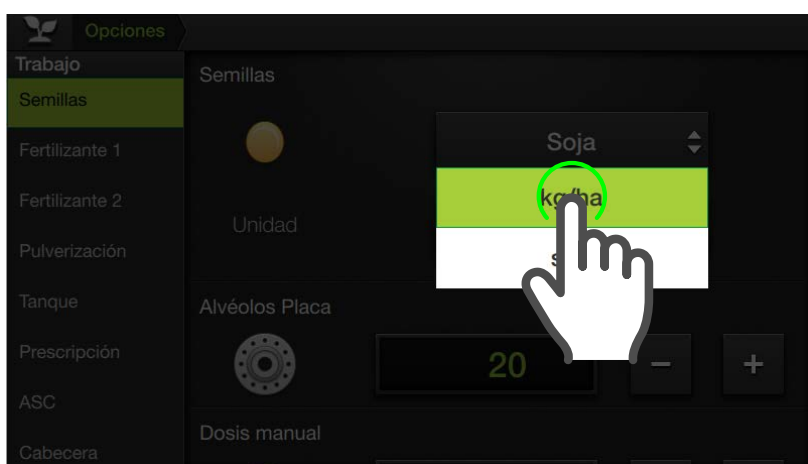 Opciones
Trabajo
Semillas
Fertilizante 1
Fertilizante 2
Pulverización
Tanque
Prescripción
ASC
Cabecera
Semillas
Soja
kg/ha
Unidad
Alvéolos Placa
20
−
+
Dosis manual